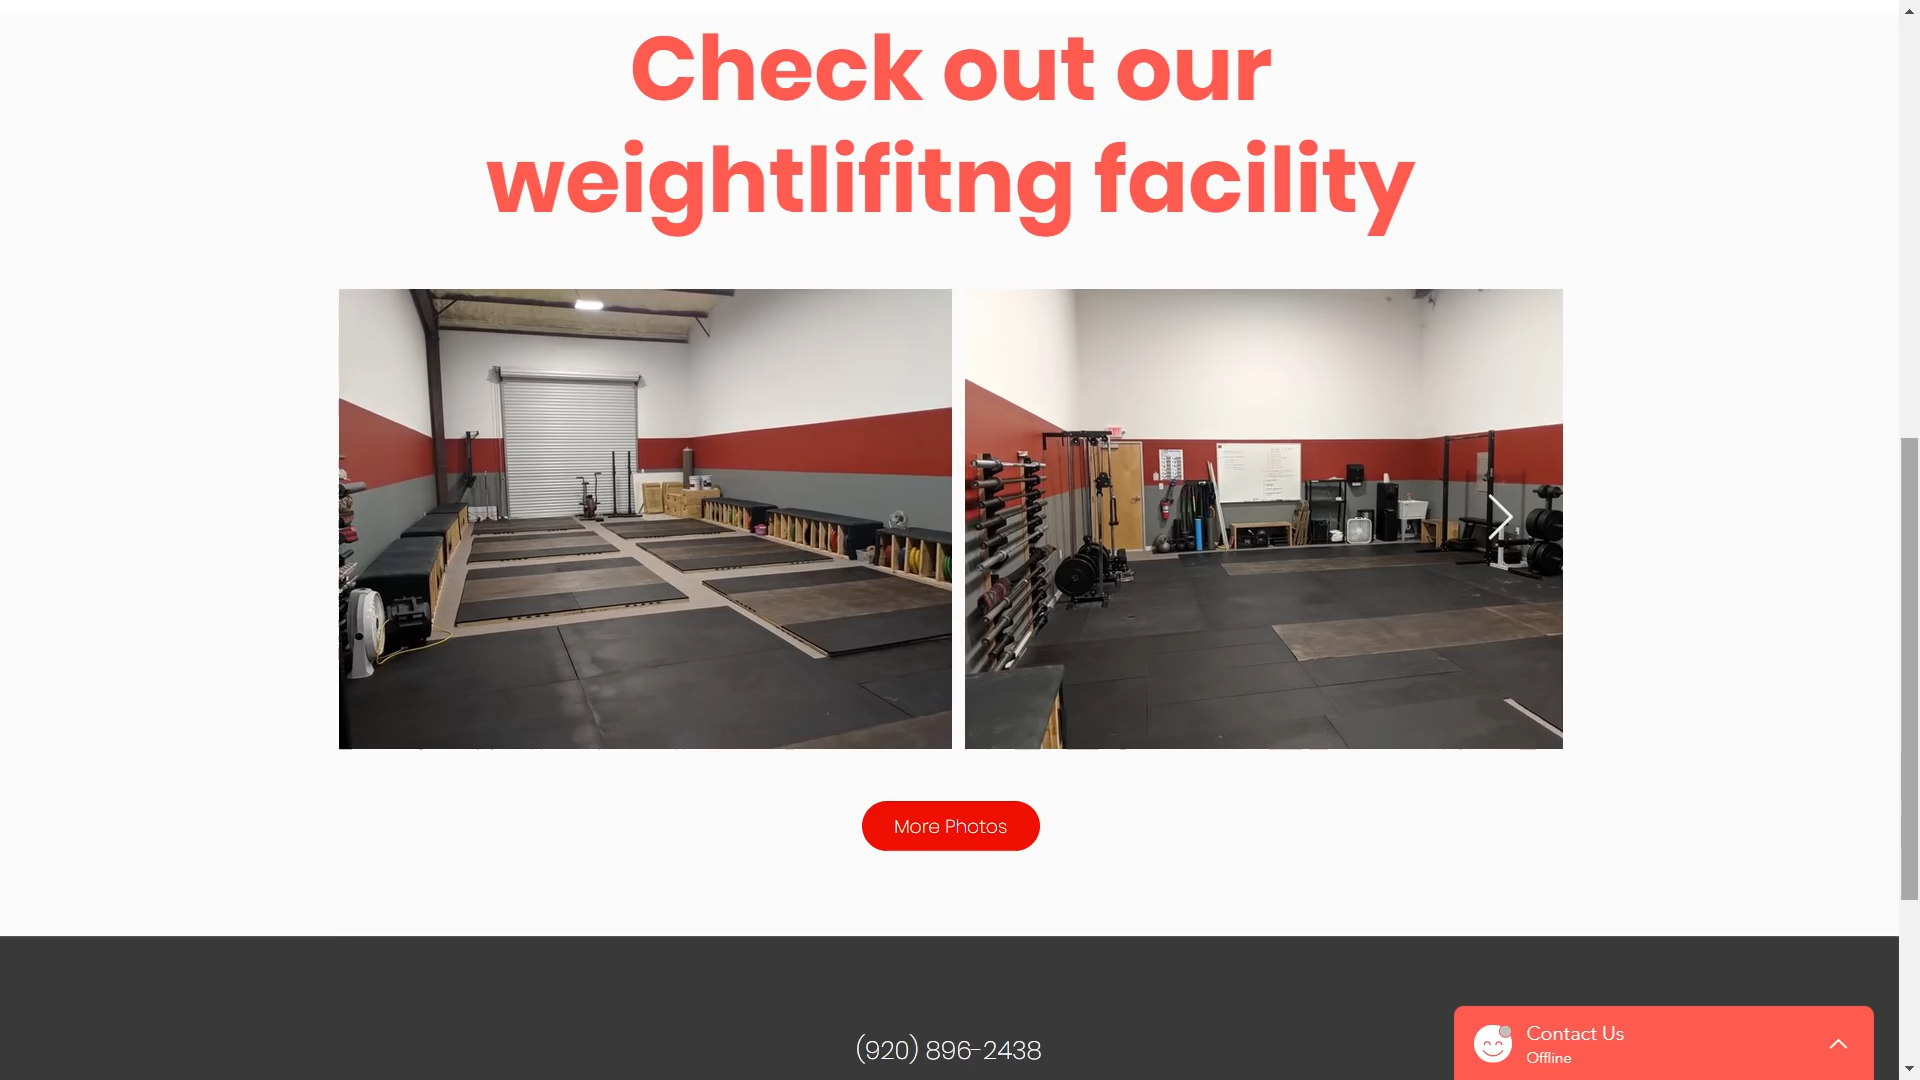 Check out our
weightlifitng facility
More Photos
(920) 896-2438
Contact Us
Offline